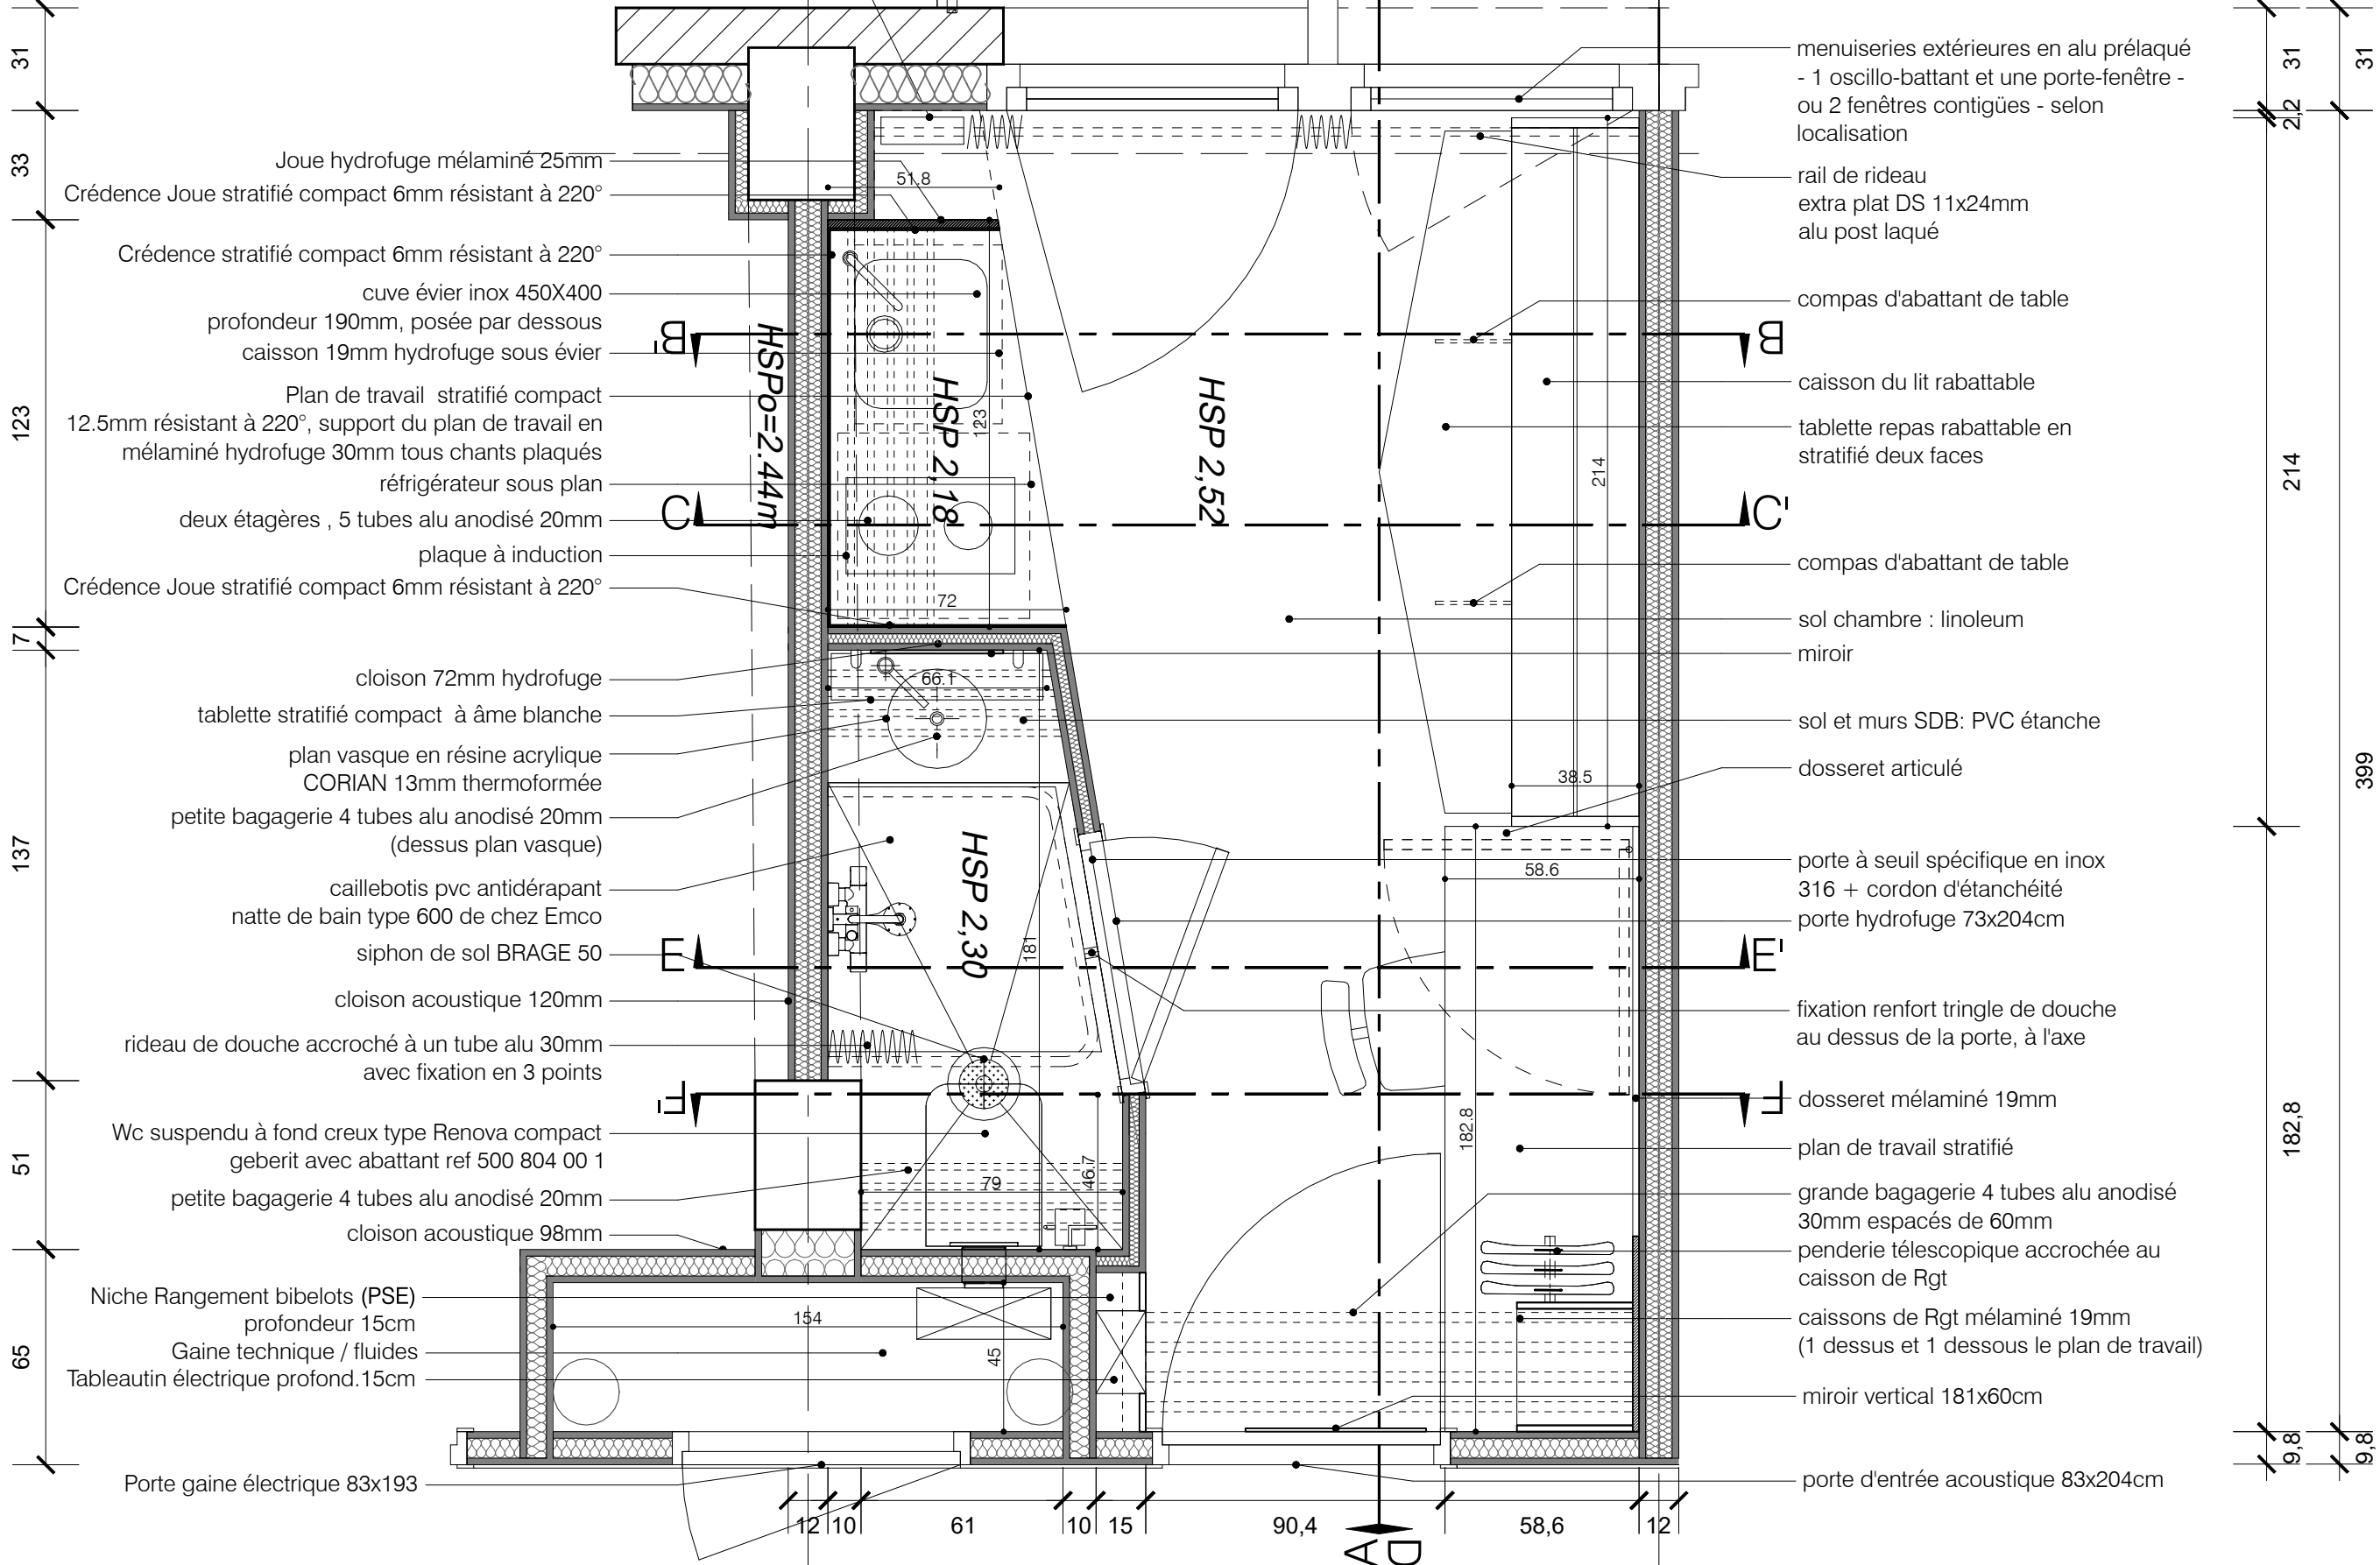 31
33
123
7
137
51
65
Joue hydrofuge mélaminé 25mm
Crédence Joue stratifié compact 6mm résistant à 220°
Crédence stratifié compact 6mm résistant à 220°
cuve évier inox 450X400
profondeur 190mm, posée par dessous
caisson 19mm hydrofuge sous évier
Plan de travail stratifié compact
12.5mm résistant à 220°, support du plan de travail en
mélaminé hydrofuge 30mm tous chants plaqués
réfrigérateur sous plan
deux étagères , 5 tubes alu anodisé 20mm
plaque à induction
Crédence Joue stratifié compact 6mm résistant à 220°
cloison 72mm hydrofuge
tablette stratifié compact à âme blanche
plan vasque en résine acrylique
CORIAN 13mm thermoformée
petite bagagerie 4 tubes alu anodisé 20mm
(dessus plan vasque)
caillebotis pvc antidérapant
natte de bain type 600 de chez Emco
siphon de sol BRAGE 50
cloison acoustique 120mm
rideau de douche accroché à un tube alu 30mm
avec fixation en 3 points
Wc suspendu à fond creux type Renova compact
geberit avec abattant ref 500 804 00 1
petite bagagerie 4 tubes alu anodisé 20mm
cloison acoustique 98mm
Niche Rangement bibelots (PSE)
profondeur 15cm
Gaine technique / fluides
Tableautin électrique profond.15cm
Porte gaine électrique 83x193
51.8
B'
B
HSPo=2.44m
HSP 2,18
123
HSP 2,52
214
C
C'
72
66.1
38.5
58.6
HSP 2,30
181
E
E'
F'
F
182.8
46.7
79
154
45
12
10
61
10
15
90,4
58,6
12
A
D
menuiseries extérieures en alu prélaqué
- 1 oscillo-battant et une porte-fenêtre -
ou 2 fenêtres contigües - selon
localisation
rail de rideau
extra plat DS 11x24mm
alu post laqué
compas d'abattant de table
caisson du lit rabattable
tablette repas rabattable en
stratifié deux faces
compas d'abattant de table
sol chambre : linoleum
miroir
sol et murs SDB: PVC étanche
dosseret articulé
porte à seuil spécifique en inox
316 + cordon d'étanchéité
porte hydrofuge 73x204cm
fixation renfort tringle de douche
au dessus de la porte, à l'axe
dosseret mélaminé 19mm
plan de travail stratifié
grande bagagerie 4 tubes alu anodisé
30mm espacés de 60mm
penderie télescopique accrochée au
caisson de Rgt
caissons de Rgt mélaminé 19mm
(1 dessus et 1 dessous le plan de travail)
miroir vertical 181x60cm
porte d'entrée acoustique 83x204cm
31
2,2
214
182,8
9,8
31
399
9,8